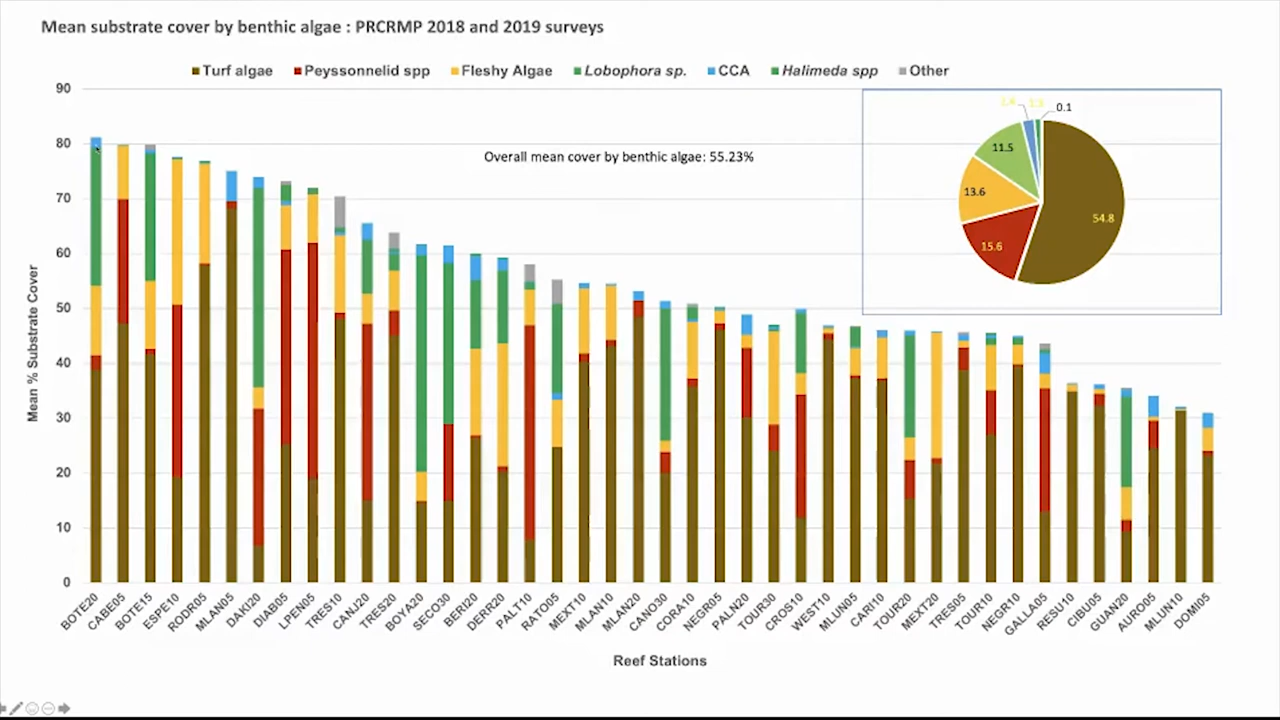 Mean substrate cover by benthic algae : PRCRMP 2018 and 2019 surveys
Turf algae Peyssonnelid spp Fleshy Algae Lobophora sp. CCA Halimeda spp Other
90
80
70
60
50
40
30
20
10
0
Mean % Substrate Cover
Overall mean cover by benthic algae: 55.23%
0.1
11.5
13.6
15.6
54.8
BOTE20 CABE05 BOTE15 ESPE10 RODR05 MLAN05 DAKI20 DIAB05 LPEN05 TRES10 CANJ20 TRES20 BOYA20 SECO30 BERI20 DERR20 PALT10 RATO05 MEXT10 MLAN10 MLAN20 CANO30 CORA10 NEGR05 PALN20 TOUR30 CROS10 WEST10 MLUN05 CARI10 TOUR20 MEXT20 TRES05 TOUR10 NEGR10 GALLA05 RESU10 CIBU05 GUAN20 AURO05 MLUN10 DOMI05
Reef Stations